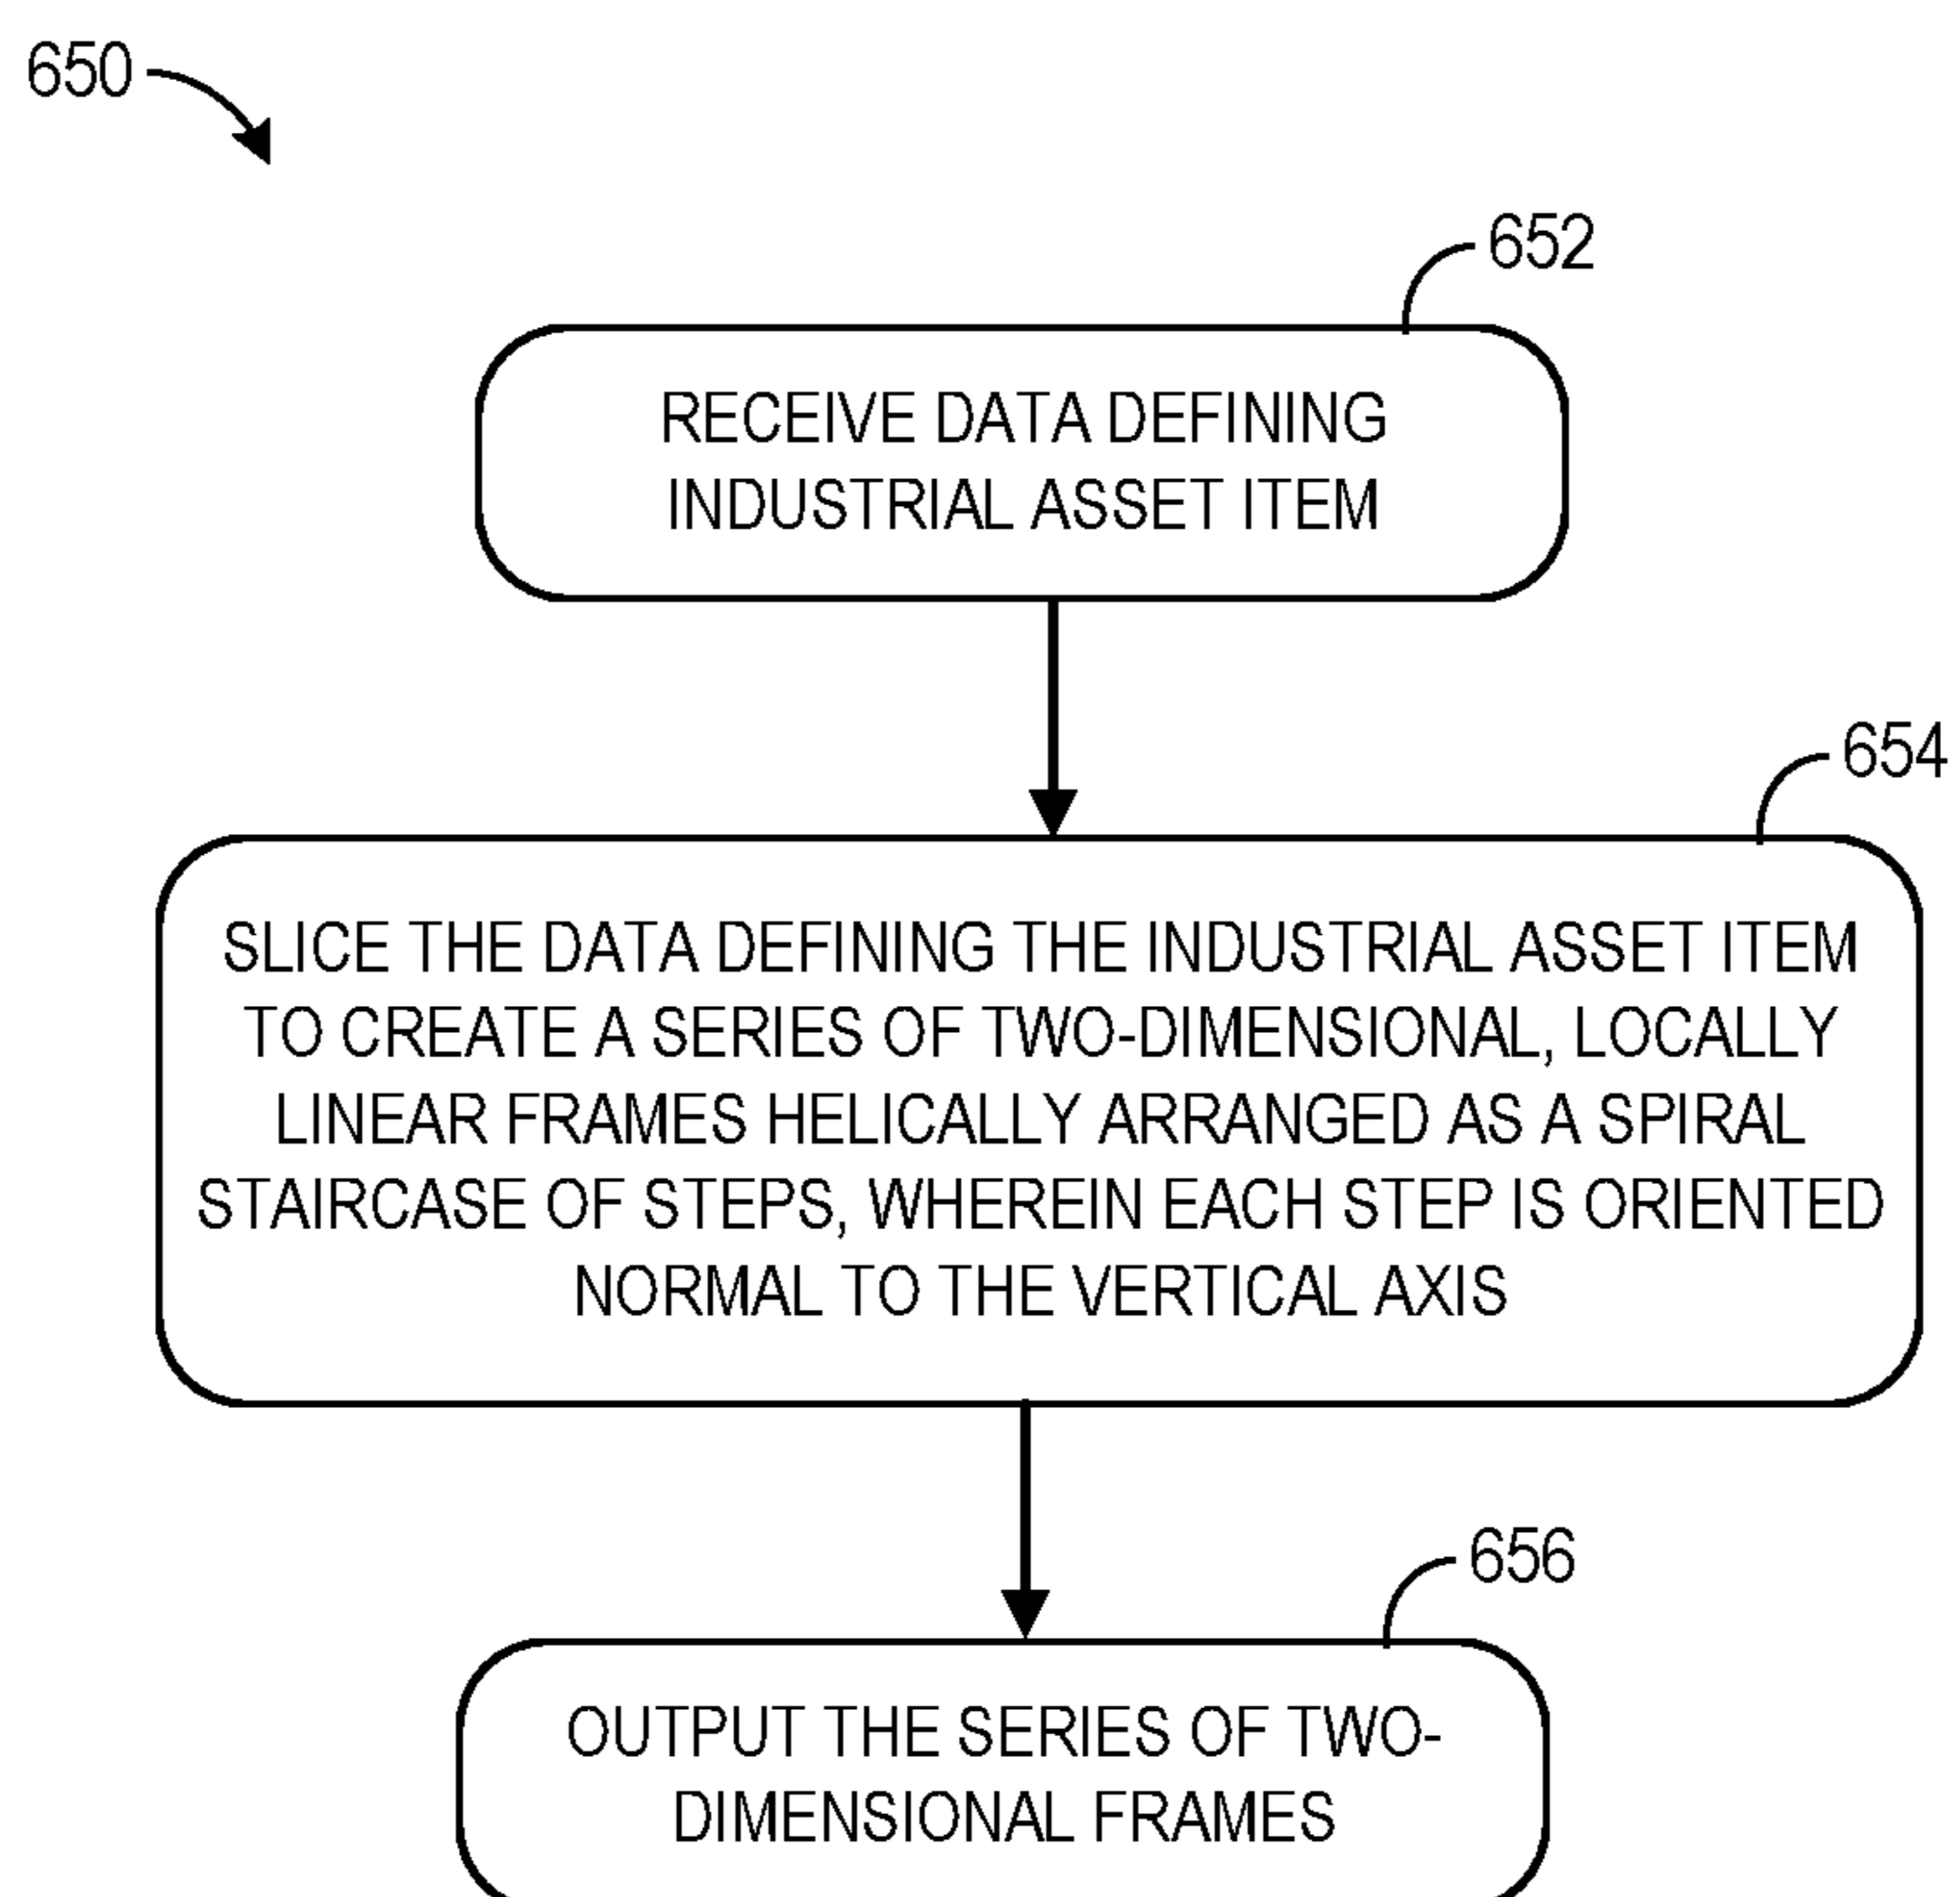 650
652
RECEIVE DATA DEFINING
INDUSTRIAL ASSET ITEM
654
SLICE THE DATA DEFINING THE INDUSTRIAL ASSET ITEM
TO CREATE A SERIES OF TWO-DIMENSIONAL, LOCALLY
LINEAR FRAMES HELICALLY ARRANGED AS A SPIRAL
STAIRCASE OF STEPS, WHEREIN EACH STEP IS ORIENTED
NORMAL TO THE VERTICAL AXIS
656
OUTPUT THE SERIES OF TWO-
DIMENSIONAL FRAMES